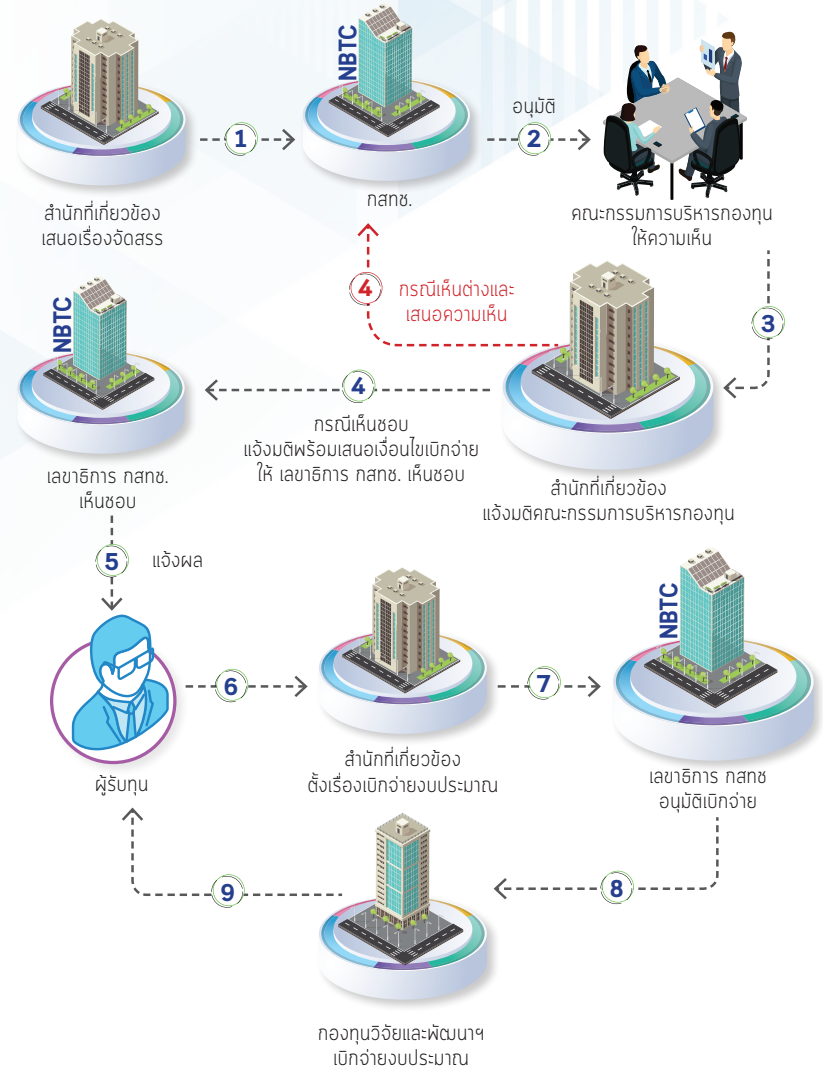 สำนักที่เกี่ยวข้อง
เสนอเรื่องจัดสรร
1
NBTC
กสทช.
อนุมัติ
2
คณะกรรมการบริหารกองทุน
ให้ความเห็น
3
4
กรณีเห็นต่างและ
เสนอความเห็น
สำนักที่เกี่ยวข้อง
แจ้งมติคณะกรรมการบริหารกองทุน
4
กรณีเห็นชอบ
แจ้งมติพร้อมเสนอเงื่อนไขเบิกจ่าย
ให้ เลขาธิการ กสทช. เห็นชอบ
NBTC
เลขาธิการ กสทช.
เห็นชอบ
5
แจ้งผล
ผู้รับทุน
6
สำนักที่เกี่ยวข้อง
ตั้งเรื่องเบิกจ่ายงบประมาณ
7
NBTC
เลขาธิการ กสทช
อนุมัติเบิกจ่าย
8
กองทุนวิจัยและพัฒนาฯ
เบิกจ่ายงบประมาณ
9